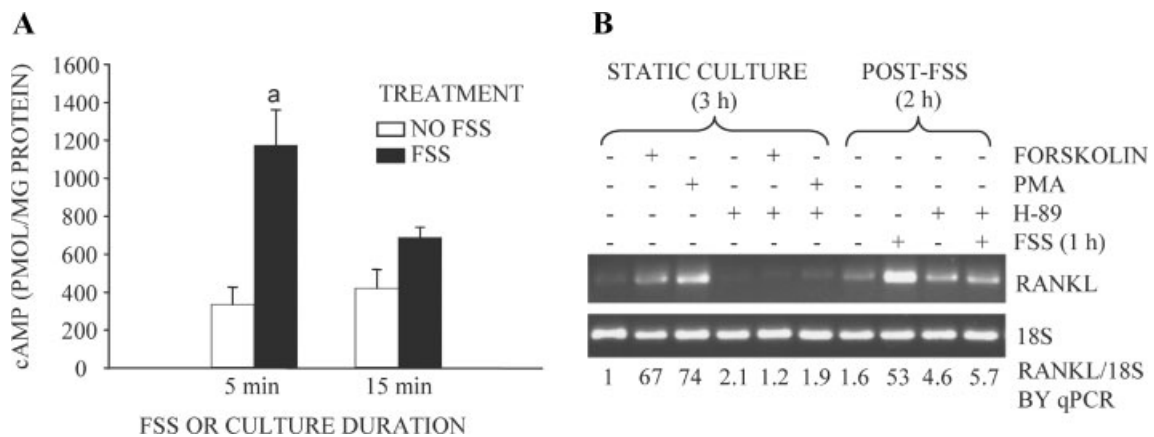 A
cAMP (PMOL/MG PROTEIN)
1600
1400
1200
1000
800
600
400
200
0
a
TREATMENT
NO FSS
FSS
5 min
15 min
FSS OR CULTURE DURATION
B
STATIC CULTURE
(3 h)
POST-FSS
(2 h)
- + - - + - - - - - FORSKOLIN
- - + - - + - - - - PMA
- - - + + + - - + + H-89
- - - - - - - + - + FSS (1 h)
RANKL
18S
1 67 74 2.1 1.2 1.9 1.6 53 4.6 5.7 RANKL/18S
BY qPCR